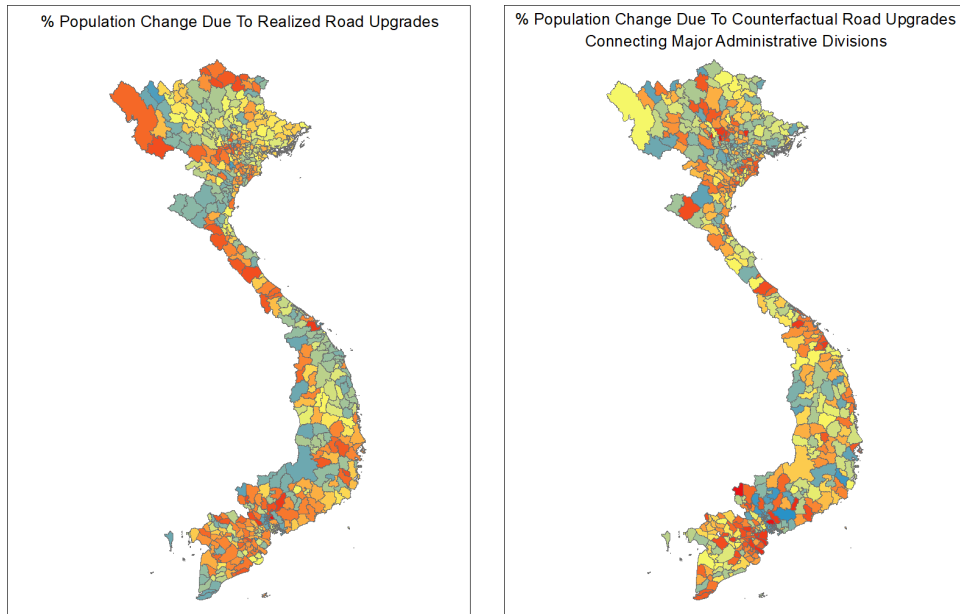 % Population Change Due To Realized Road Upgrades
% Population Change Due To Counterfactual Road Upgrades
Connecting Major Administrative Divisions